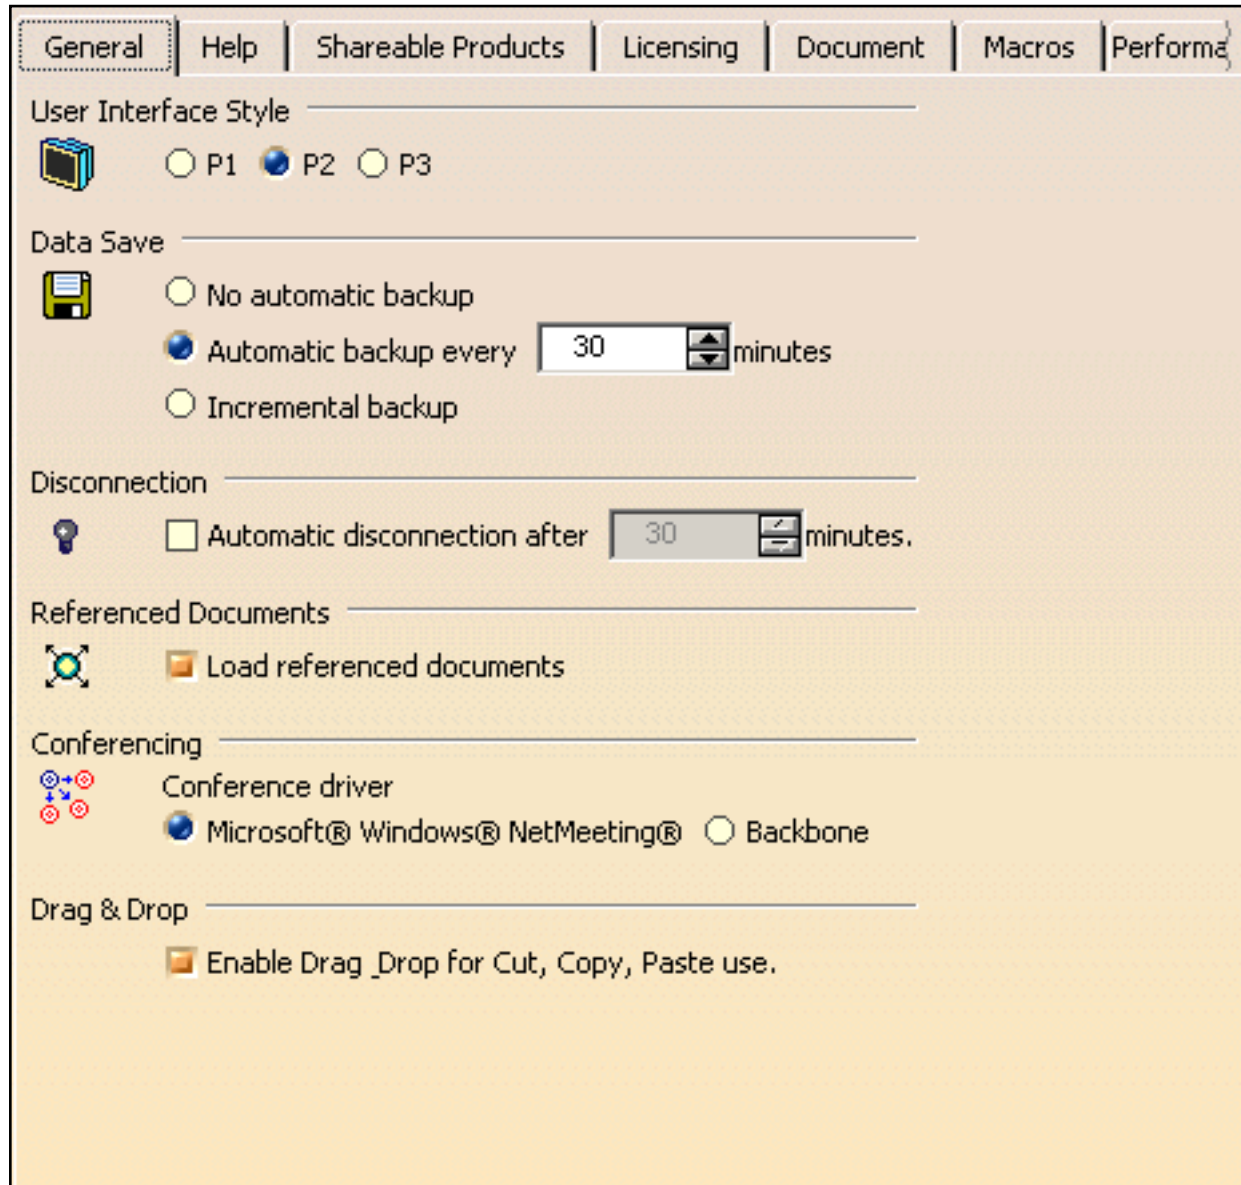 General Help Shareable Products Licensing Document Macros Performa
User Interface Style
P1 P2 P3
Data Save
No automatic backup
Automatic backup every 30 minutes
Incremental backup
Disconnection
Automatic disconnection after 30 minutes.
Referenced Documents
Load referenced documents
Conferencing
Conference driver
Microsoft® Windows® NetMeeting® Backbone
Drag & Drop
Enable Drag _Drop for Cut, Copy, Paste use.